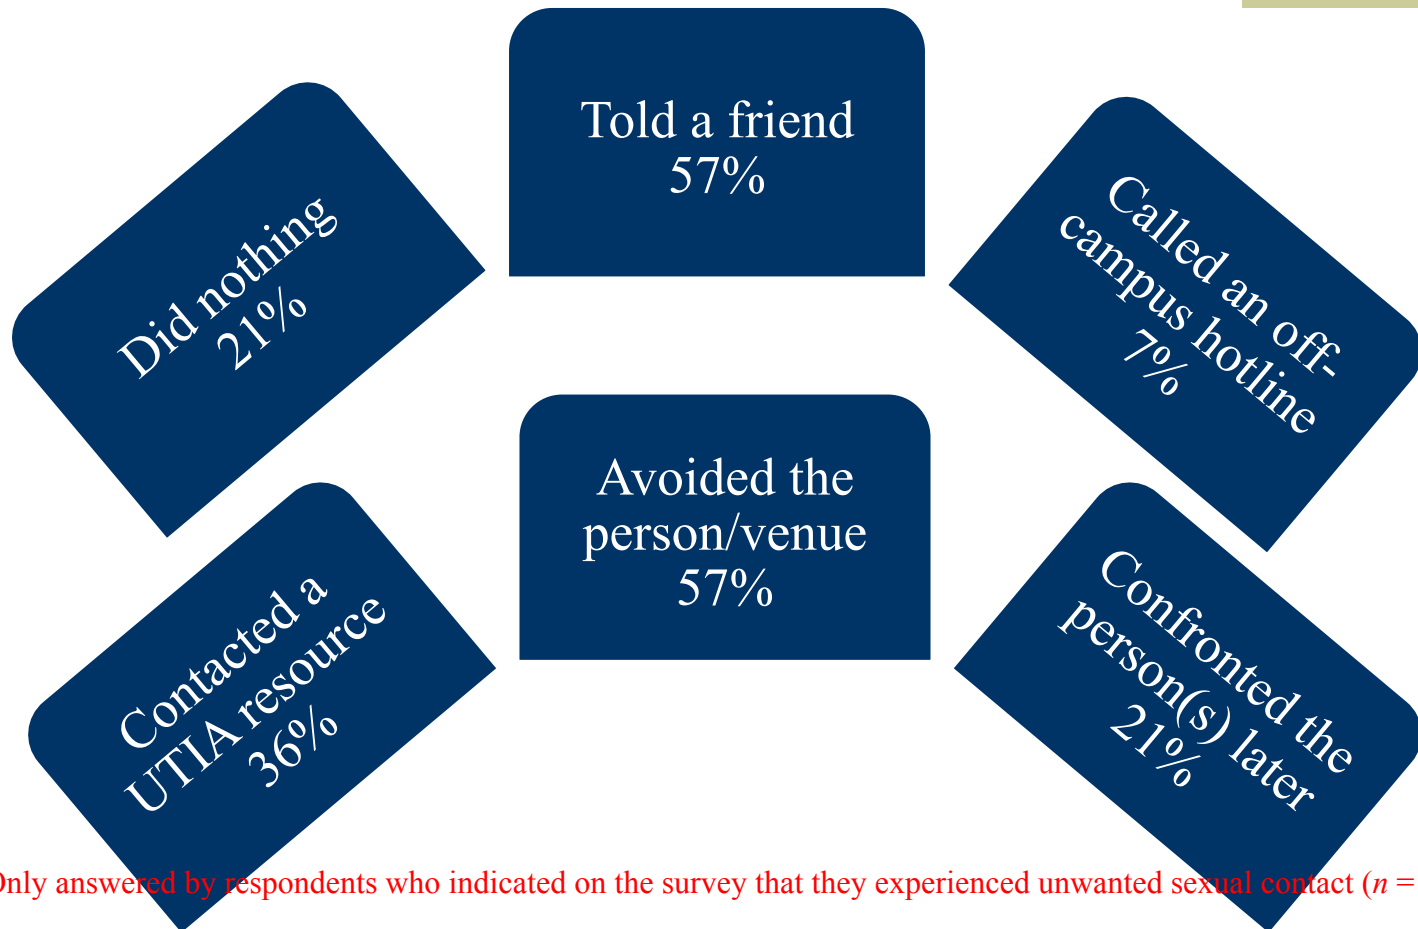 Told a friend
57%
Did nothing
21%
Called an off-
campus hotline
7%
Avoided the
person/venue
57%
Contacted a
UTIA resource
36%
Confronted the
person(s) later
21%
Only answered by respondents who indicated on the survey that they experienced unwanted sexual contact (n =